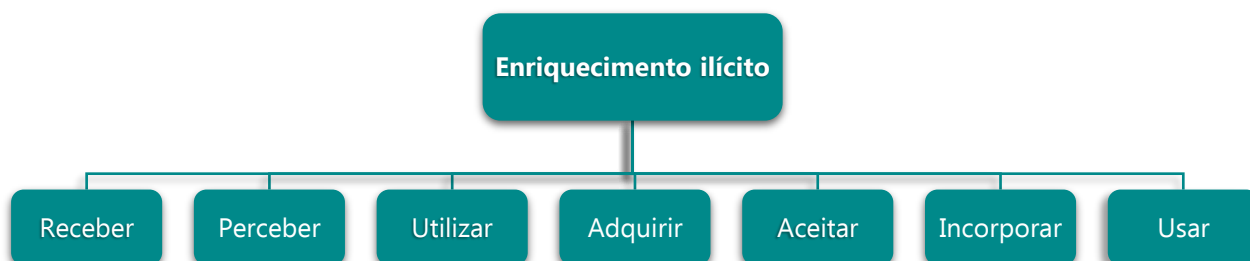 Enriquecimento ilícito
Receber
Perceber
Utilizar
Adquirir
Aceitar
Incorporar
Usar